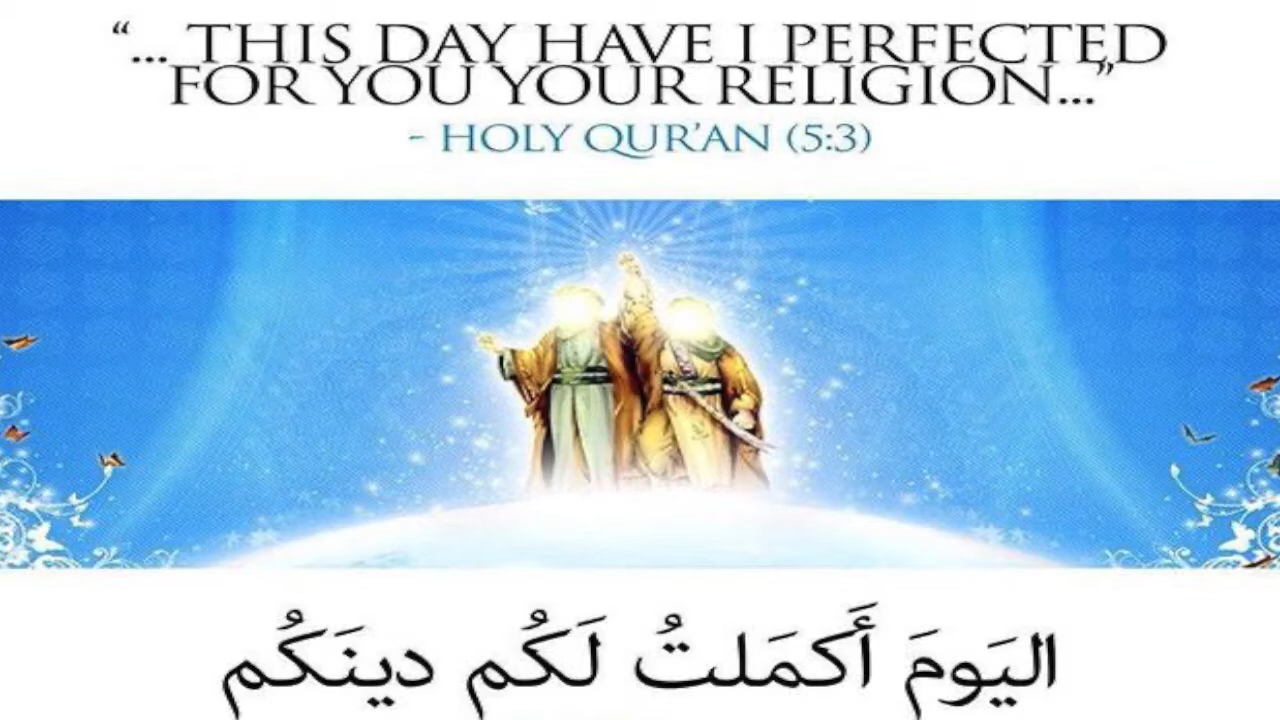 “... THIS DAY HAVE I PERFECTED
FOR YOU YOUR RELIGION...”
- HOLY QUR’AN (5:3)
اليَومَ أَكمَلتُ لَكُم دينَكُم